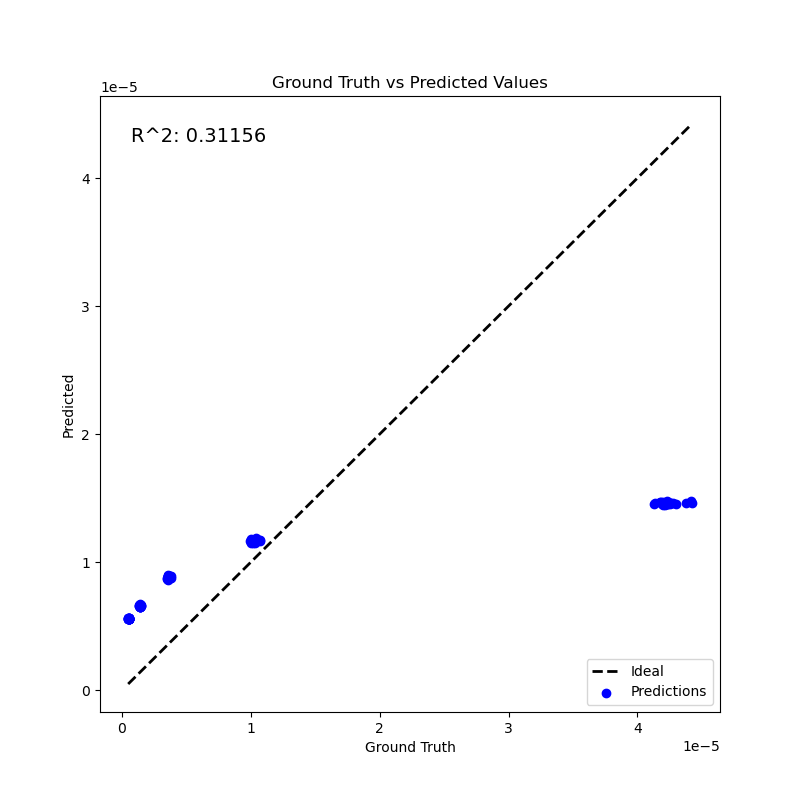 Ground Truth vs Predicted Values
1e−5
R^2: 0.31156
4
3
2
1
0
Predicted
Ideal
Predictions
0 1 2 3 4
1e−5
Ground Truth